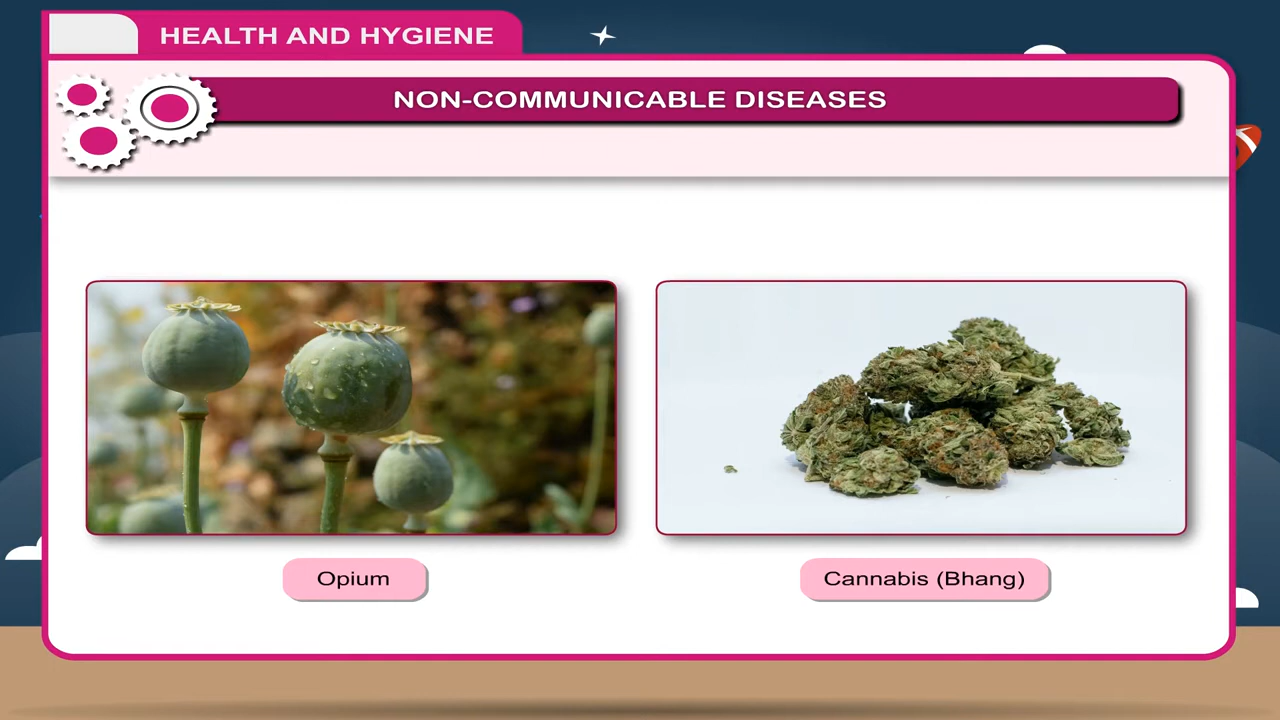 HEALTH AND HYGIENE
NON-COMMUNICABLE DISEASES
Opium
Cannabis (Bhang)